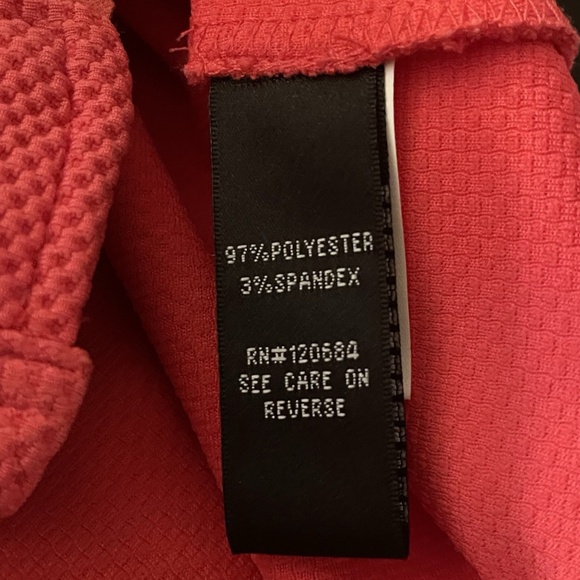 97%POLYESTER
3%SPANDEX
RN#120684
SEE CARE ON
REVERSE